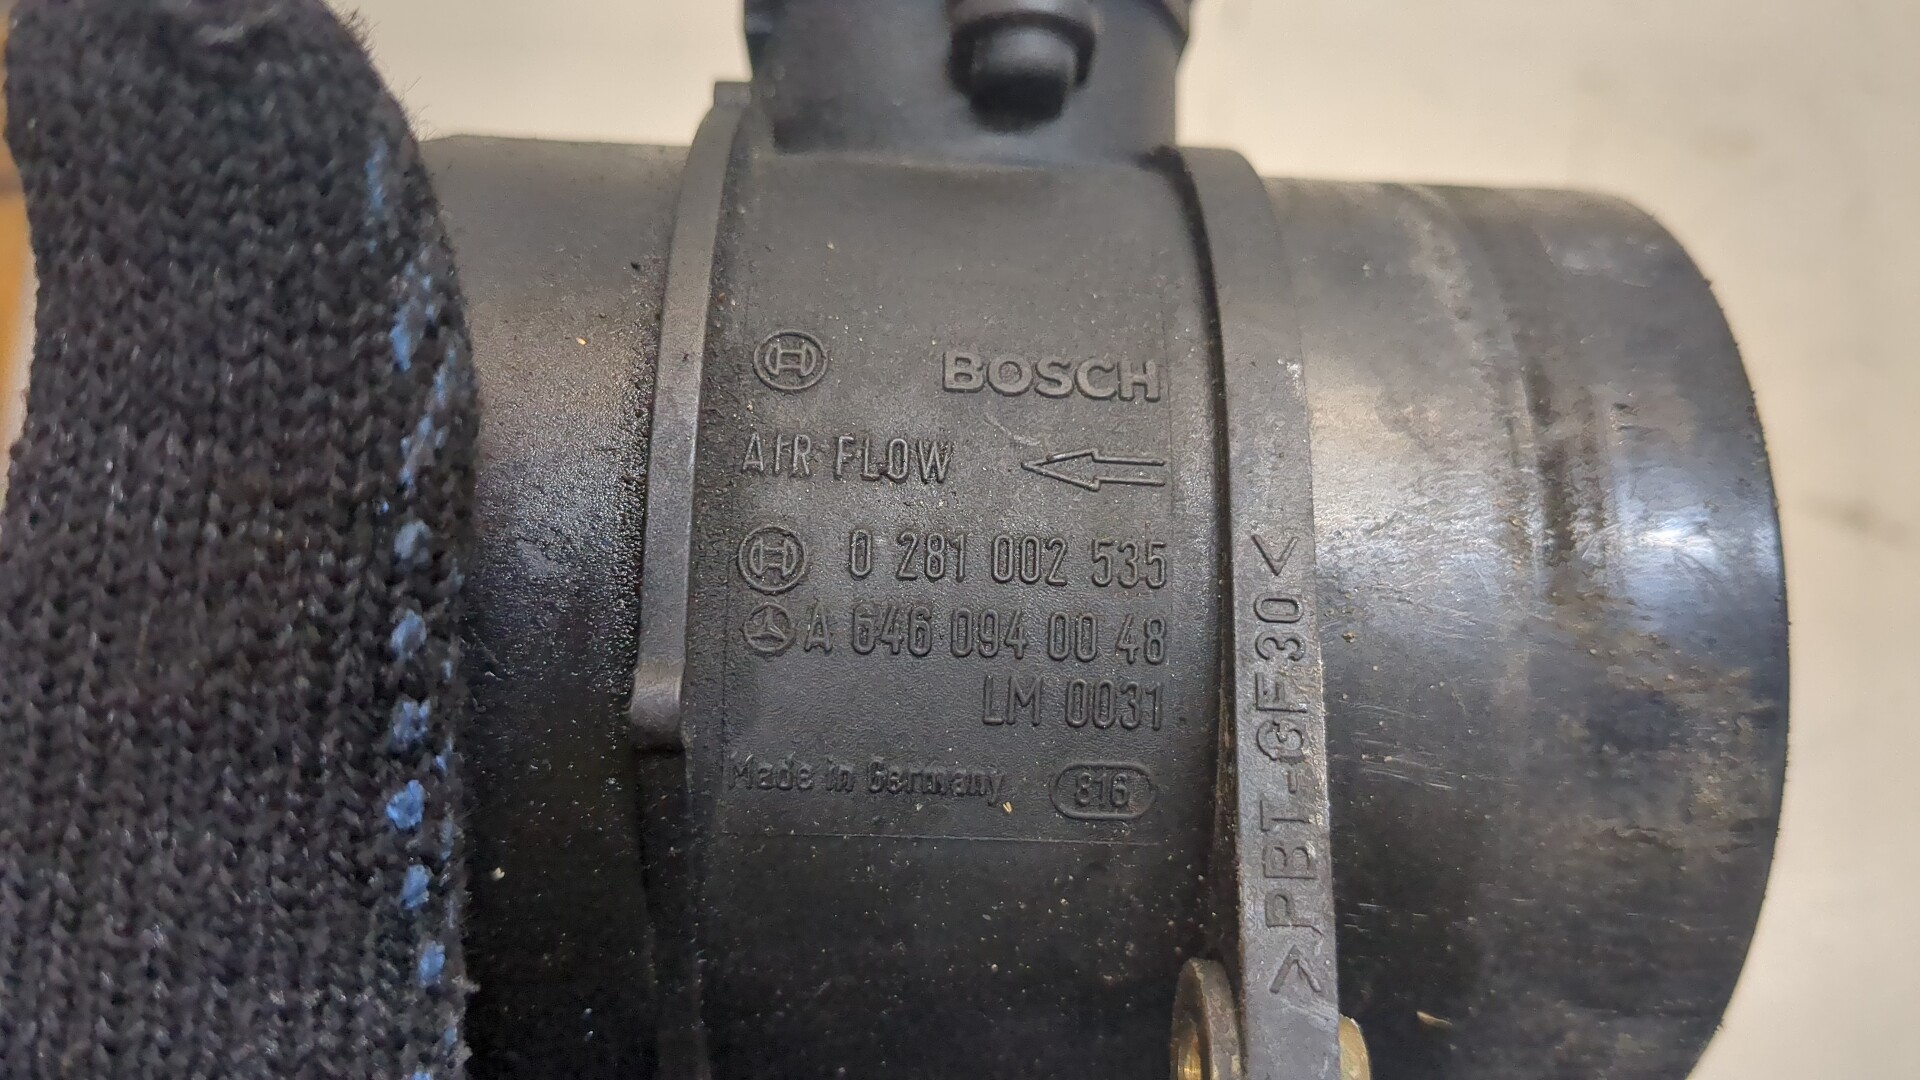 BOSCH
AIR FLOW
0 281 002 535
A 646 094 00 48
LM 0031
Made in Germany 816
>PBT-GF30<